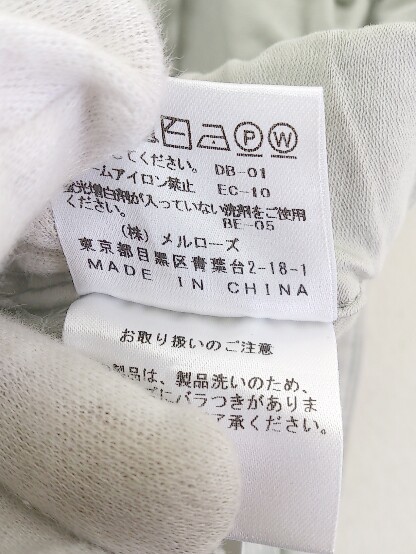 P W
てください。 DB-01
ームアイロン禁止 EC-10
蛍光増白剤が入っていない洗剤をご使用
ください。 BE-05
(株) メルローズ
東京都目黒区青葉台2-18-1
MADE IN CHINA
お取り扱いのご注意
製品は、製品洗いのため、
ズにバラつきがありま
了承ください。